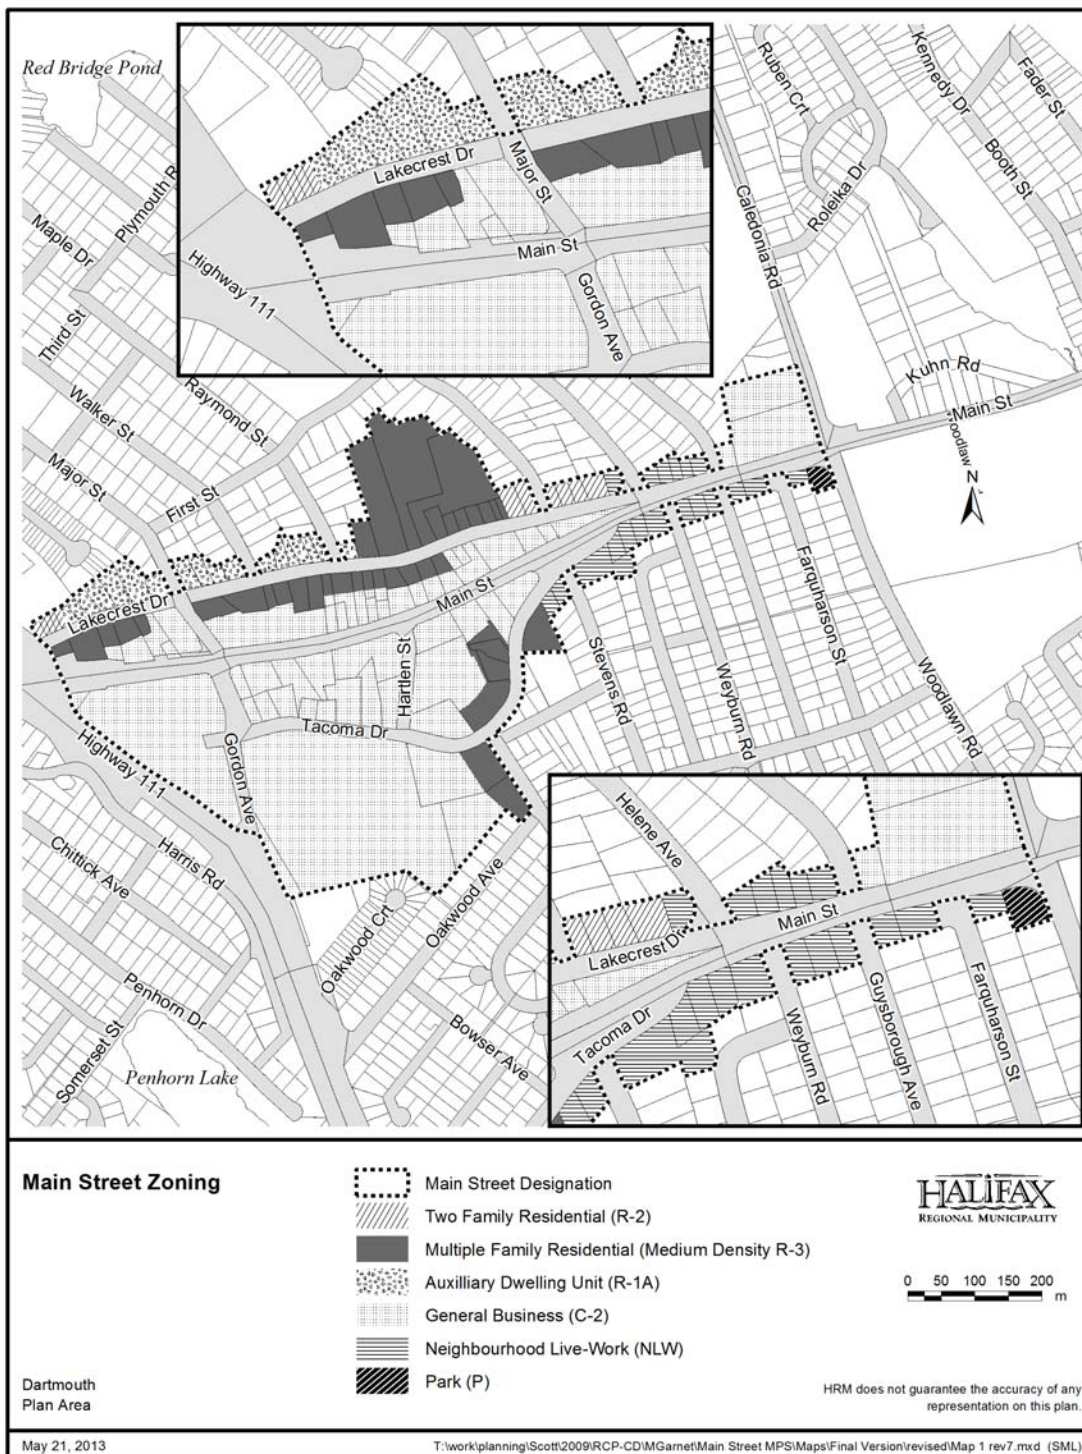 Red Bridge Pond
Maple Dr
Third St
Walker St
Major St
Raymond St
First St
Lakecrest Dr
Major St
Main St
Highway 111
Gordon Ave
Ruben Crt
Kennedy Dr
Fader St
Booth St
Roleika Dr
Caledonia Rd
Kuhn Rd
Main St
N
Lakecrest Dr
Main St
Hartlen St
Tacoma Dr
Gordon Ave
Highway 111
Stevens Rd
Weyburn Rd
Farquharson St
Woodlawn Rd
Harris Rd
Chittick Ave
Penhorn Dr
Somerset St
Penhorn Lake
Oakwood Crt
Oakwood Ave
Bowser Ave
Helene Ave
Lakecrest Dr
Main St
Tacoma Dr
Weyburn Rd
Guysborough Ave
Farquharson St
Main Street Zoning
Main Street Designation
Two Family Residential (R-2)
Multiple Family Residential (Medium Density R-3)
Auxilliary Dwelling Unit (R-1A)
General Business (C-2)
Neighbourhood Live-Work (NLW)
Park (P)
HALIFAX
REGIONAL MUNICIPALITY
0 50 100 150 200
m
Dartmouth
Plan Area
HRM does not guarantee the accuracy of any
representation on this plan.
May 21, 2013
T:\work\planning\Scott\2009\RCP-CD\MGarnet\Main Street MPS\Maps\Final Version\revised\Map 1 rev7.mxd (SML)